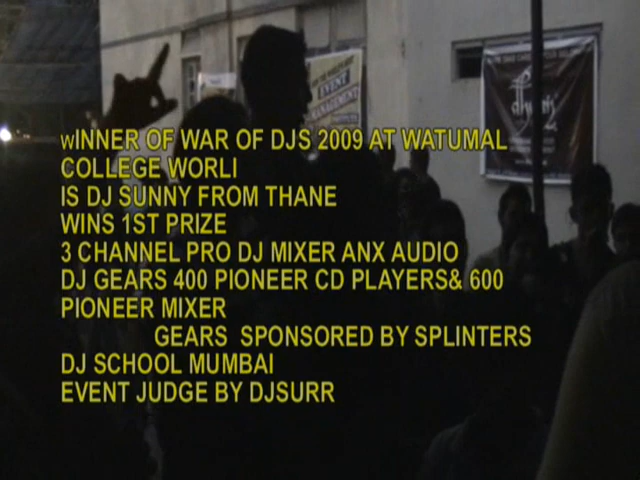 EVENT
MANAGEMENT
wINNER OF WAR OF DJS 2009 AT WATUMAL
COLLEGE WORLI
IS DJ SUNNY FROM THANE
WINS 1ST PRIZE
3 CHANNEL PRO DJ MIXER ANX AUDIO
DJ GEARS 400 PIONEER CD PLAYERS& 600
PIONEER MIXER
GEARS SPONSORED BY SPLINTERS
DJ SCHOOL MUMBAI
EVENT JUDGE BY DJSURR